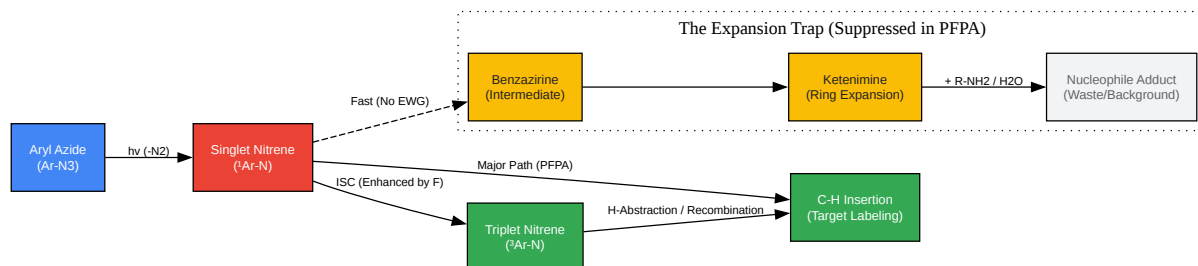 The Expansion Trap (Suppressed in PFPA)
Benzazirine
(Intermediate)
Ketenimine
(Ring Expansion)
+ R-NH2 / H2O
Nucleophile Adduct
(Waste/Background)
Fast (No EWG)
Aryl Azide
(Ar-N3)
hv (-N2)
Singlet Nitrene
(¹Ar-N)
Major Path (PFPA)
ISC (Enhanced by F)
C-H Insertion
(Target Labeling)
H-Abstraction / Recombination
Triplet Nitrene
(³Ar-N)